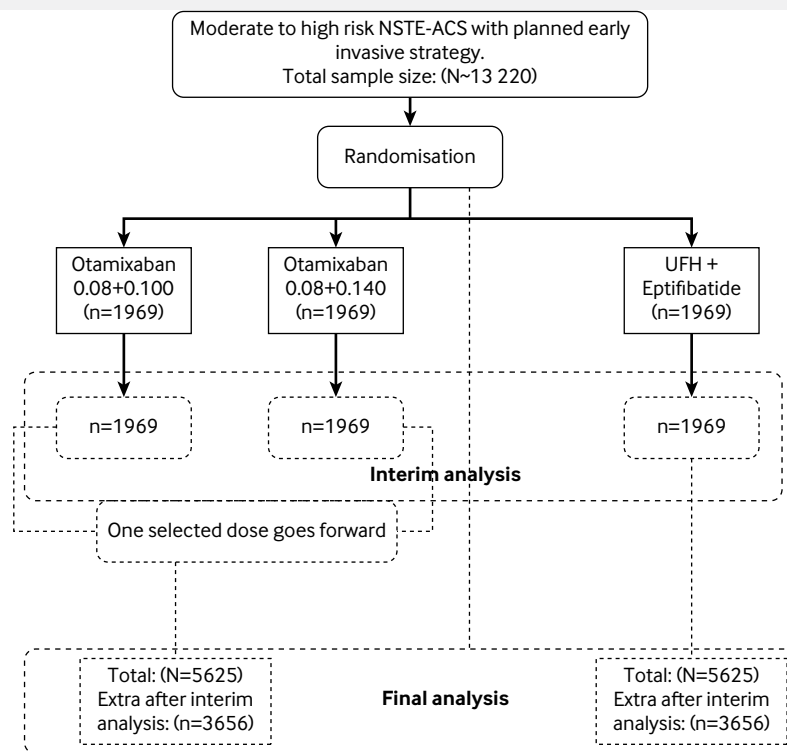 Moderate to high risk NSTE-ACS with planned early
invasive strategy.
Total sample size: (N~13 220)
Randomisation
Otamixaban
0.08+0.100
(n=1969)
Otamixaban
0.08+0.140
(n=1969)
UFH +
Eptifibatide
(n=1969)
n=1969
n=1969
n=1969
Interim analysis
One selected dose goes forward
Total: (N=5625)
Extra after interim
analysis: (n=3656)
Final analysis
Total: (N=5625)
Extra after interim
analysis: (n=3656)